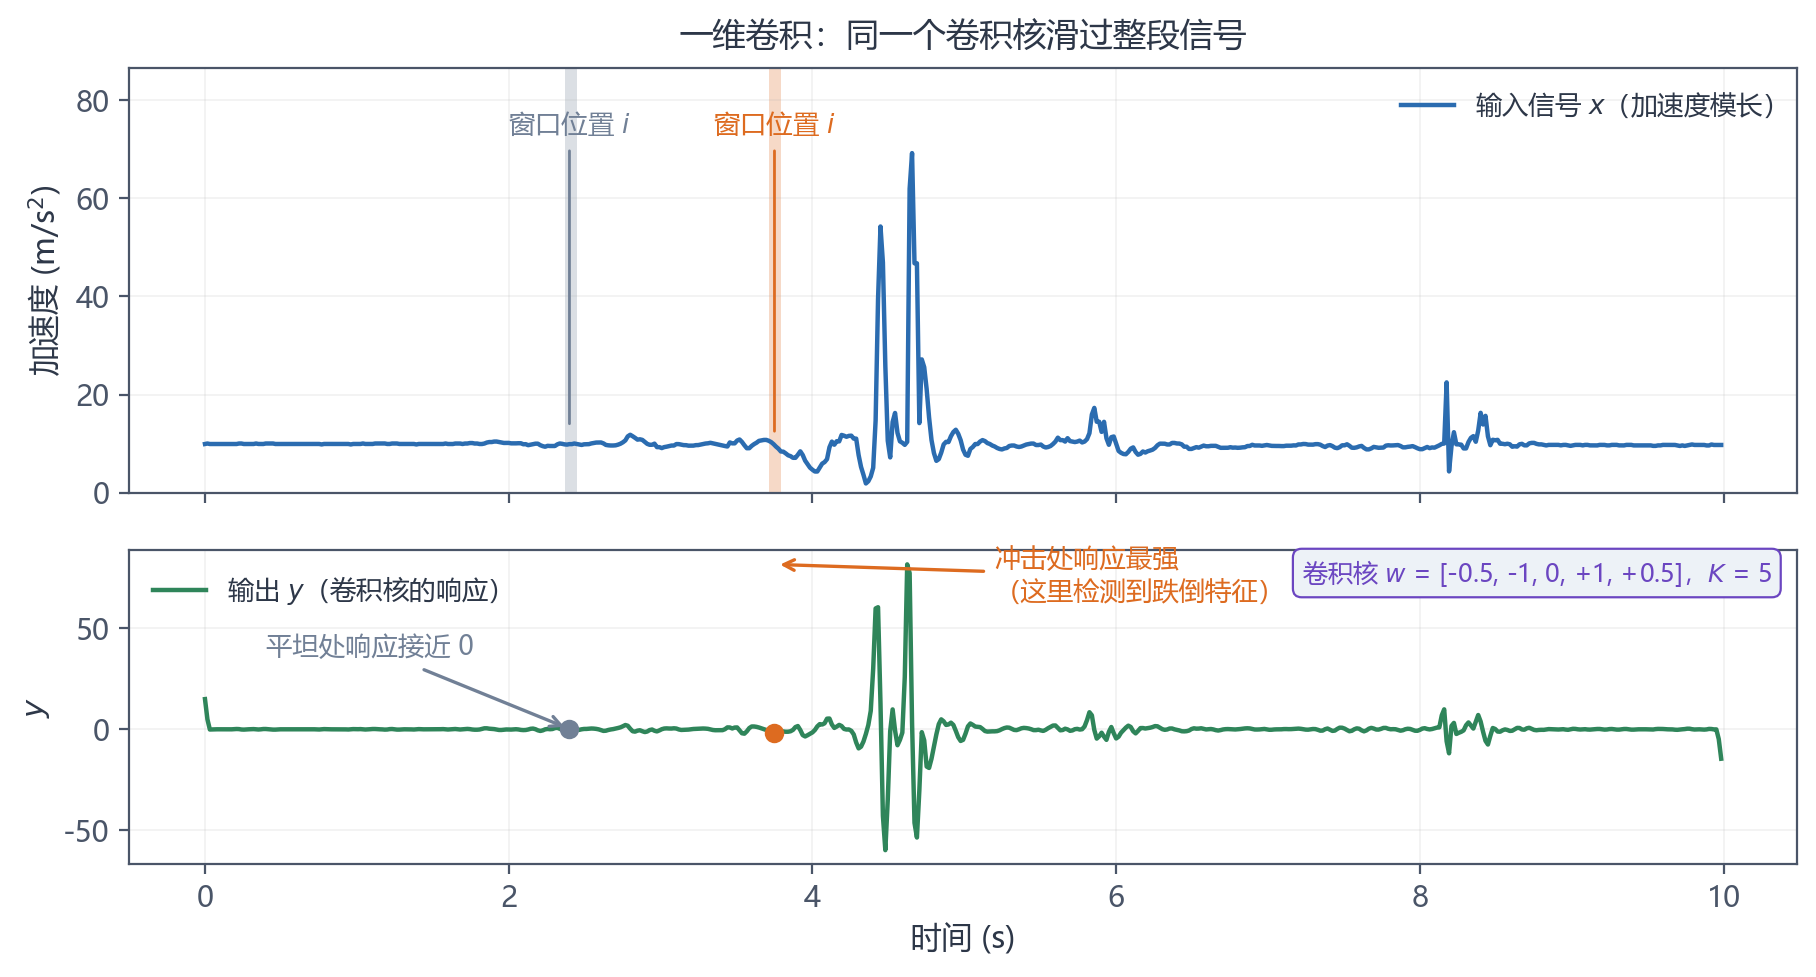 一维卷积：同一个卷积核滑过整段信号
加速度 (m/s²)
80
60
40
20
0
窗口位置 i
窗口位置 i
输入信号 x（加速度模长）
y
50
0
-50
输出 y（卷积核的响应）
平坦处响应接近 0
冲击处响应最强
（这里检测到跌倒特征）
卷积核 w = [-0.5, -1, 0, +1, +0.5]，K = 5
0
2
4
6
8
10
时间 (s)